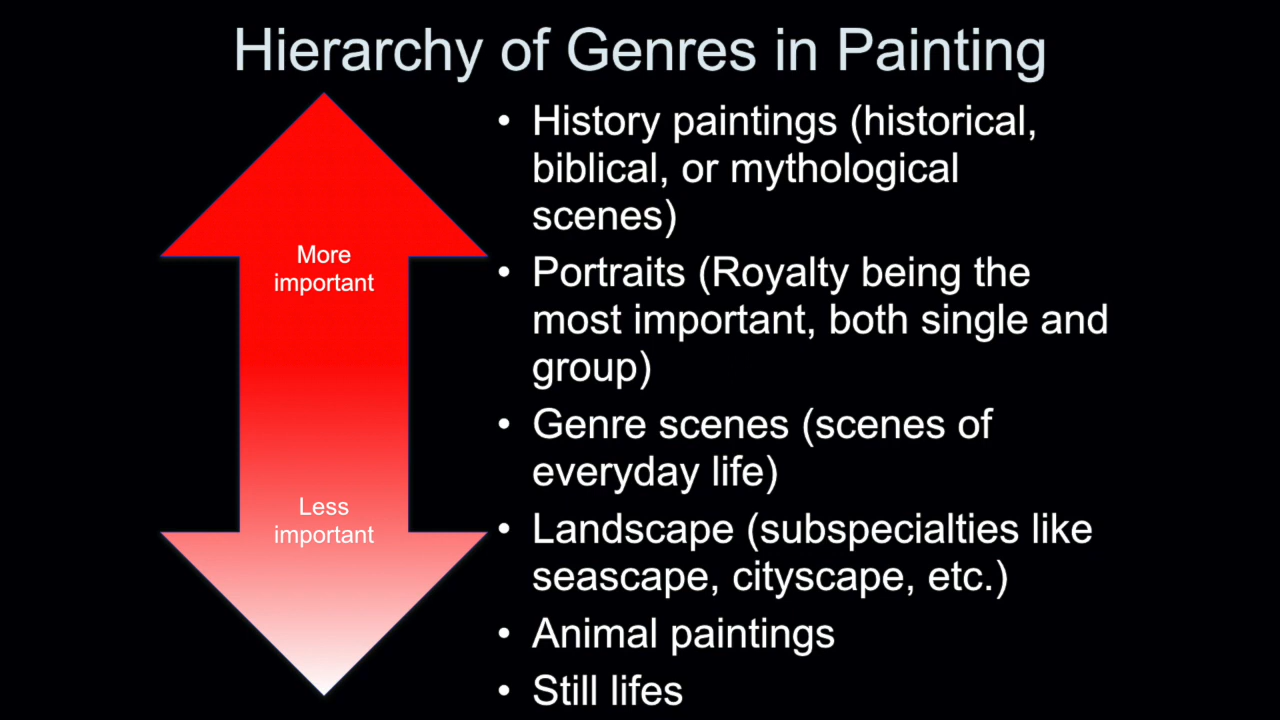 Hierarchy of Genres in Painting
More
important
Less
important
• History paintings (historical,
biblical, or mythological
scenes)
• Portraits (Royalty being the
most important, both single and
group)
• Genre scenes (scenes of
everyday life)
• Landscape (subspecialties like
seascape, cityscape, etc.)
• Animal paintings
• Still lifes